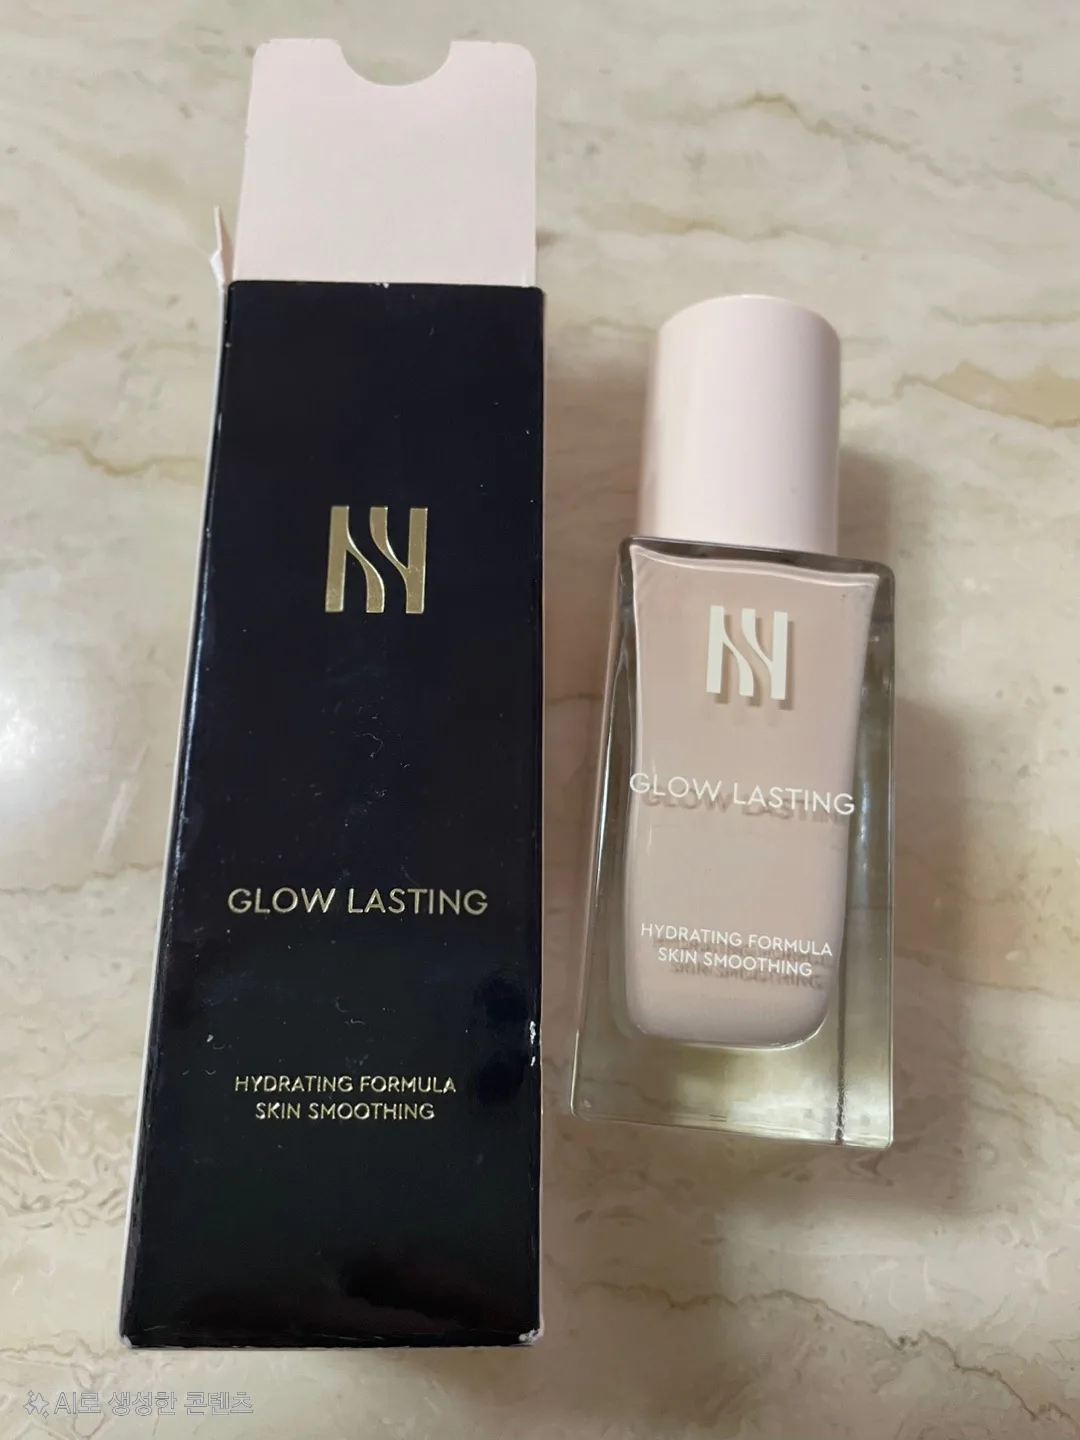 GLOW LASTING
HYDRATING FORMULA
SKIN SMOOTHING
GLOW LASTING
HYDRATING FORMULA
SKIN SMOOTHING
AI로 생성한 콘텐츠